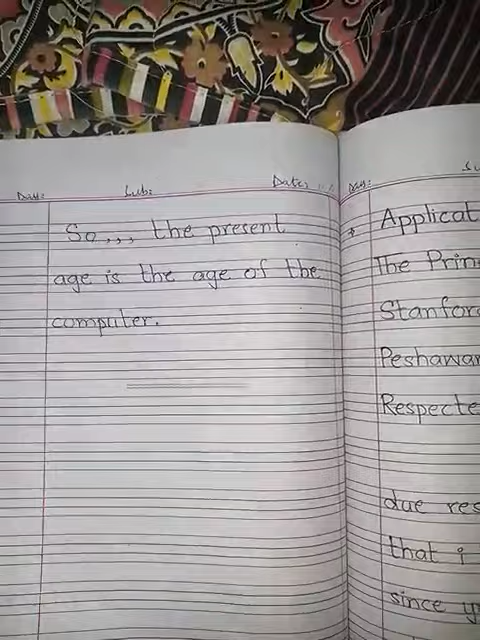 Day: Sub: Date:
So,,,, the present
age is the age of the
computer.
Day: Su
* Applicat
The Prin
Stanfor
Peshawar
Respecte
due res
that i
since y